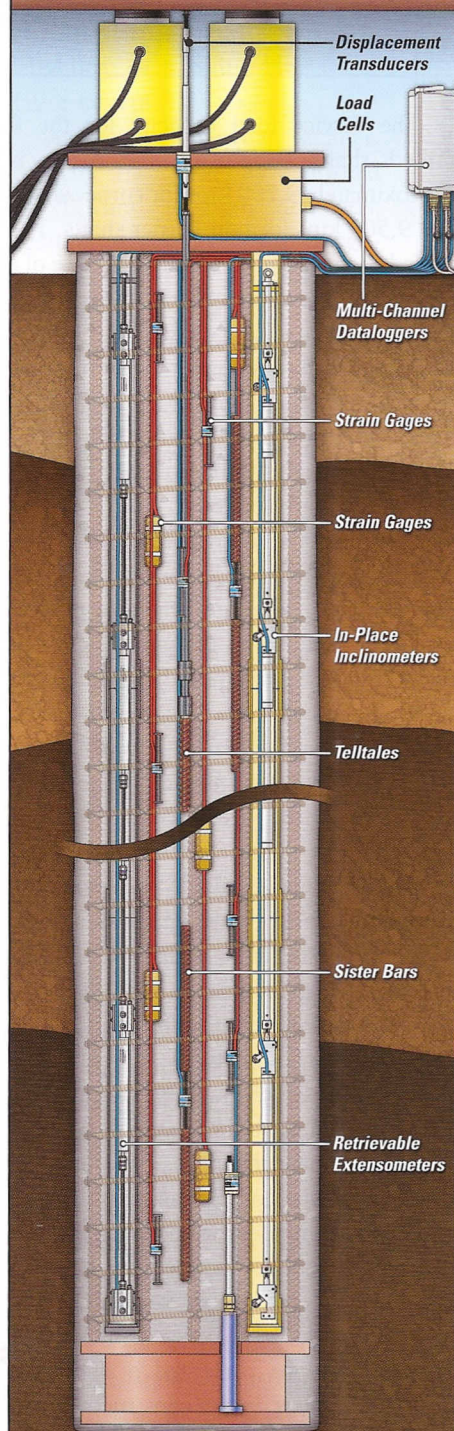 Displacement
Transducers
Load
Cells
Multi-Channel
Dataloggers
Strain Gages
Strain Gages
In-Place
Inclinometers
Telltales
Sister Bars
Retrievable
Extensometers